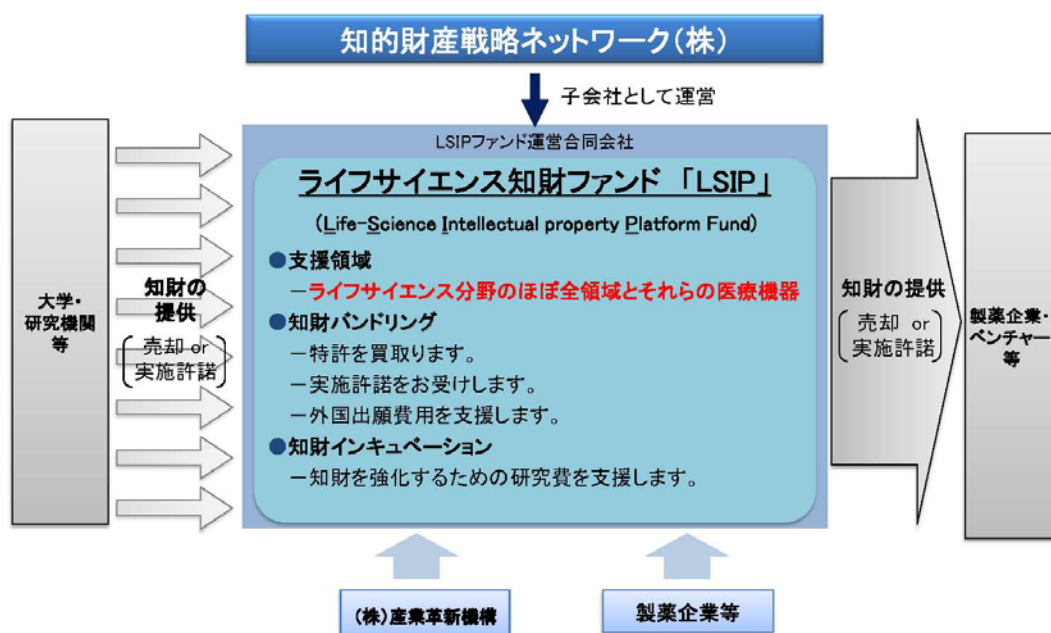 知的財産戦略ネットワーク(株)
子会社として運営
LSIPファンド運営合同会社
ライフサイエンス知財ファンド 「LSIP」
(Life-Science Intellectual property Platform Fund)
●支援領域
－ライフサイエンス分野のほぼ全領域とそれらの医療機器
●知財バンドリング
－特許を買取ります。
－実施許諾をお受けします。
－外国出願費用を支援します。
●知財インキュベーション
－知財を強化するための研究費を支援します。
大学・
研究機関
等
知財の
提供
売却 or
実施許諾
知財の提供
売却 or
実施許諾
製薬企業・
ベンチャー
等
(株)産業革新機構
製薬企業等